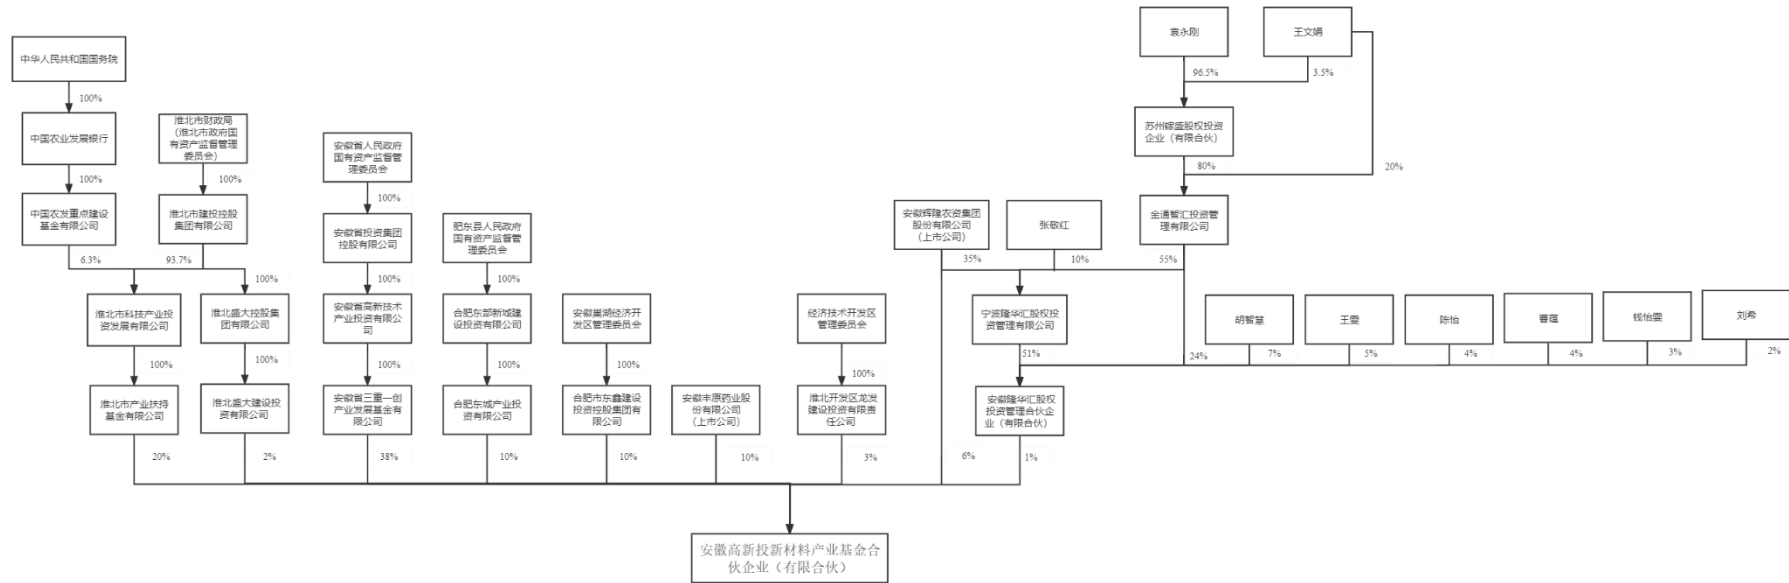 袁永刚
王文娟
中华人民共和国国务院
96.5%
3.5%
100%
中国农业发展银行
淮北市财政局
（淮北市政府国
有资产监督管理
委员会）
安徽省人民政府
国有资产监督管
理委员会
苏州镓盛股权投资
企业（有限合伙）
100%
100%
80%
20%
100%
中国农发重点建设
基金有限公司
淮北市建投控股
集团有限公司
安徽省投资集团
控股有限公司
肥东县人民政府
国有资产监督管
理委员会
安徽辉隆农资集团
股份有限公司
（上市公司）
张敬红
金通智汇投资管
理有限公司
6.3%
93.7%
100%
100%
100%
35%
10%
55%
淮北市科技产业投
资发展有限公司
淮北盛大控股集
团有限公司
安徽省高新技术
产业投资有限公
司
合肥东部新城建
设投资有限公司
安徽巢湖经济开
发区管理委员会
经济技术开发区
管理委员会
宁波隆华汇股权投
资管理有限公司
胡智慧
王雯
陈怡
曹蕴
钱怡雯
刘希
100%
100%
100%
100%
100%
100%
51%
24%
7%
5%
4%
4%
3%
2%
淮北市产业扶持
基金有限公司
淮北盛大建设投
资有限公司
安徽省三重一创
产业发展基金有
限公司
合肥东城产业投
资有限公司
合肥市东鑫建设
投资控股集团有
限公司
安徽丰原药业股
份有限公司
（上市公司）
淮北开发区龙发
建设投资有限责
任公司
安徽隆华汇股权
投资管理合伙企
业（有限合伙）
20%
2%
38%
10%
10%
10%
3%
6%
1%
安徽高新投新材料产业基金合
伙企业（有限合伙）